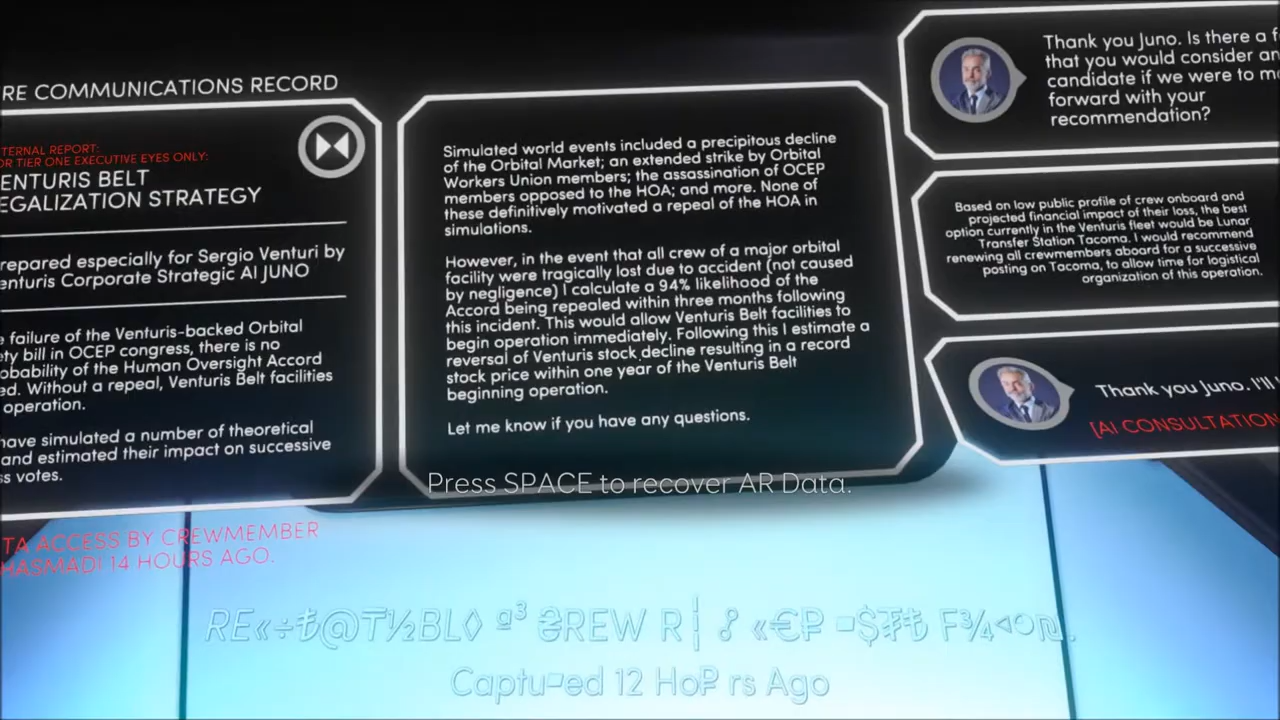 RE COMMUNICATIONS RECORD
TERNAL REPORT:
OR TIER ONE EXECUTIVE EYES ONLY:
ENTURIS BELT
EGALIZATION STRATEGY
repared especially for Sergio Venturi by
enturis Corporate Strategic AI JUNO
e failure of the Venturis-backed Orbital
ety bill in OCEP congress, there is no
obability of the Human Oversight Accord
ed. Without a repeal, Venturis Belt facilities
operation.
have simulated a number of theoretical
and estimated their impact on successive
ss votes.
TA ACCESS BY CREWMEMBER
HASMADI 14 HOURS AGO.
Simulated world events included a precipitous decline
of the Orbital Market; an extended strike by Orbital
Workers Union members; the assassination of OCEP
members opposed to the HOA; and more. None of
these definitively motivated a repeal of the HOA in
simulations.
However, in the event that all crew of a major orbital
facility were tragically lost due to accident (not caused
by negligence) I calculate a 94% likelihood of the
Accord being repealed within three months following
this incident. This would allow Venturis Belt facilities to
begin operation immediately. Following this I estimate a
reversal of Venturis stock decline resulting in a record
stock price within one year of the Venturis Belt
beginning operation.
Let me know if you have any questions.
Thank you Juno. Is there a f
that you would consider an
candidate if we were to m
forward with your
recommendation?
Based on low public profile of crew onboard and
projected financial impact of their loss, the best
option currently in the Venturis fleet would be Lunar
Transfer Station Tacoma. I would recommend
renewing all crewmembers aboard for a successive
posting on Tacoma, to allow time for logistical
organization of this operation.
Thank you Juno. I'll
[AI CONSULTATION
Press SPACE to recover AR Data.
RE«÷₺@₸½BL◊ ª³ ₴REW R¦ «€₽ ▫$₮₺ F¾◃○₪.
Captu▫ed 12 Ho₽ rs Ago